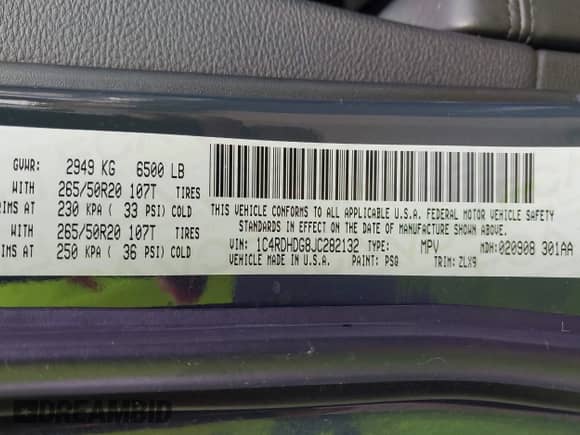 GVWR: 2949 KG 6500 LB
WITH 265/50R20 107T TIRES
RIMS AT 230 KPA ( 33 PSI) COLD
WITH 265/50R20 107T TIRES
RIMS AT 250 KPA ( 36 PSI) COLD
THIS VEHICLE CONFORMS TO ALL APPLICABLE U.S.A. FEDERAL MOTOR VEHICLE SAFETY
STANDARDS IN EFFECT ON THE DATE OF MANUFACTURE SHOWN ABOVE
VIN: 1C4RDHDG8JC282132 TYPE: MPV MDH: 020908 301AA
VEHICLE MADE IN U.S.A. PAINT: PSQ TRIM: ZLX9
DREAMBID